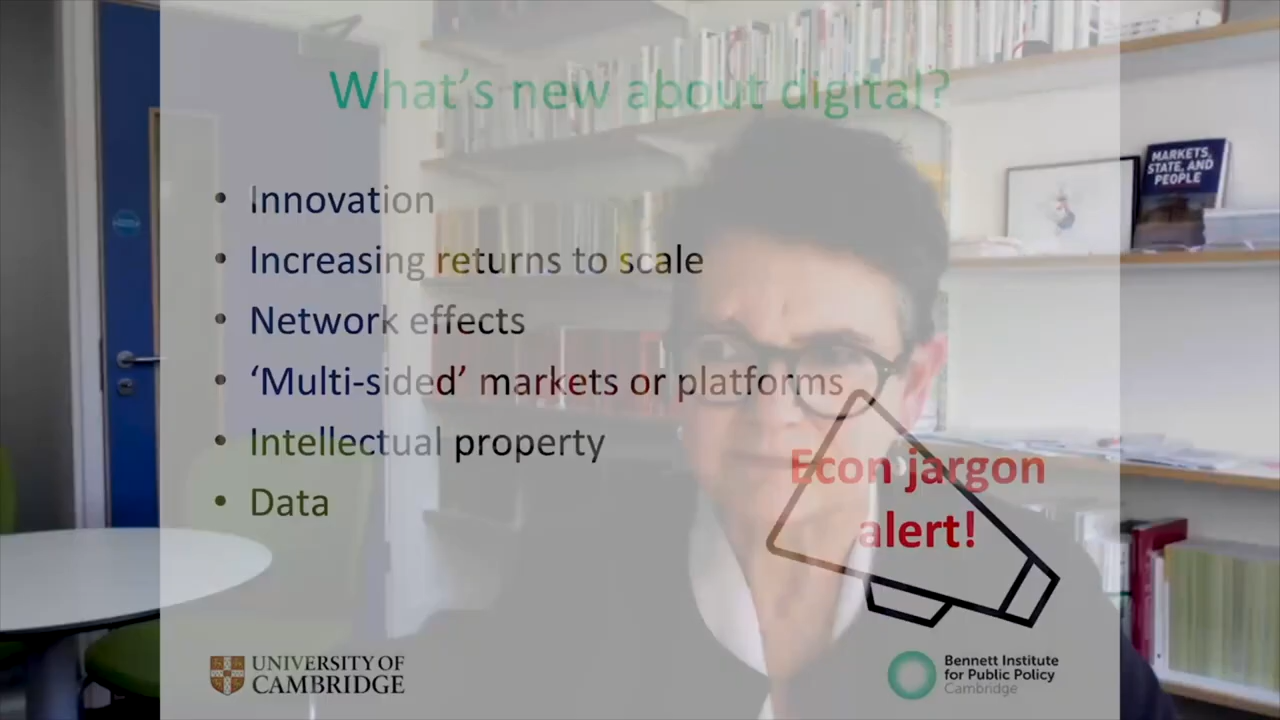 What's new about digital?
• Innovation
• Increasing returns to scale
• Network effects
• ‘Multi-sided’ markets or platforms
• Intellectual property
• Data
Econ jargon
alert!
MARKETS,
STATE, AND
PEOPLE
UNIVERSITY OF
CAMBRIDGE
Bennett Institute
for Public Policy
Cambridge